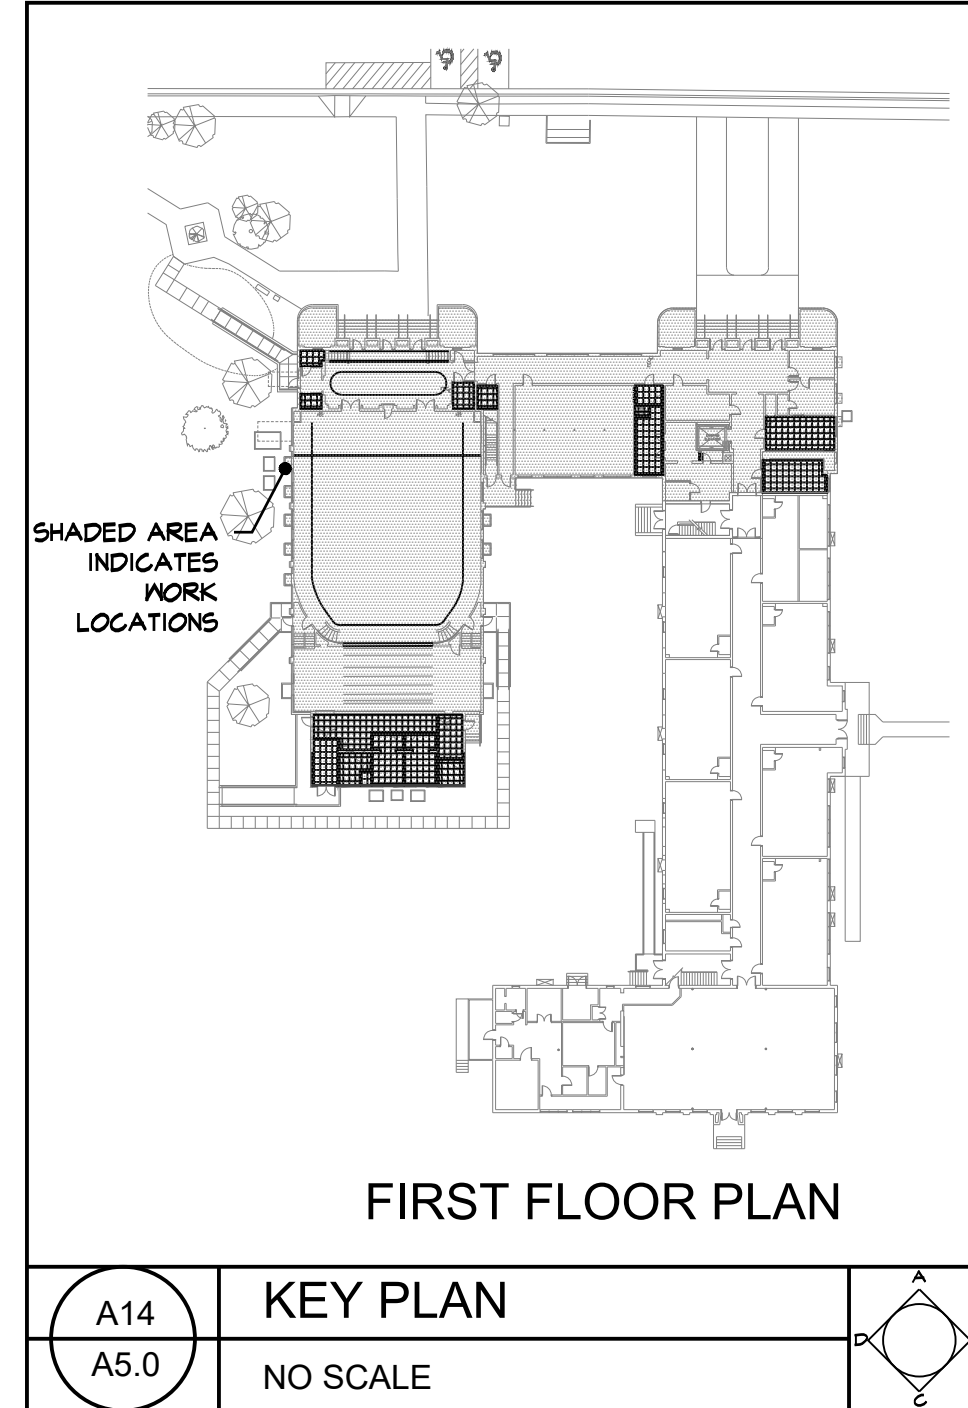 SHADED AREA
INDICATES
WORK
LOCATIONS
FIRST FLOOR PLAN
A14
A5.0
KEY PLAN
NO SCALE
A
D
C